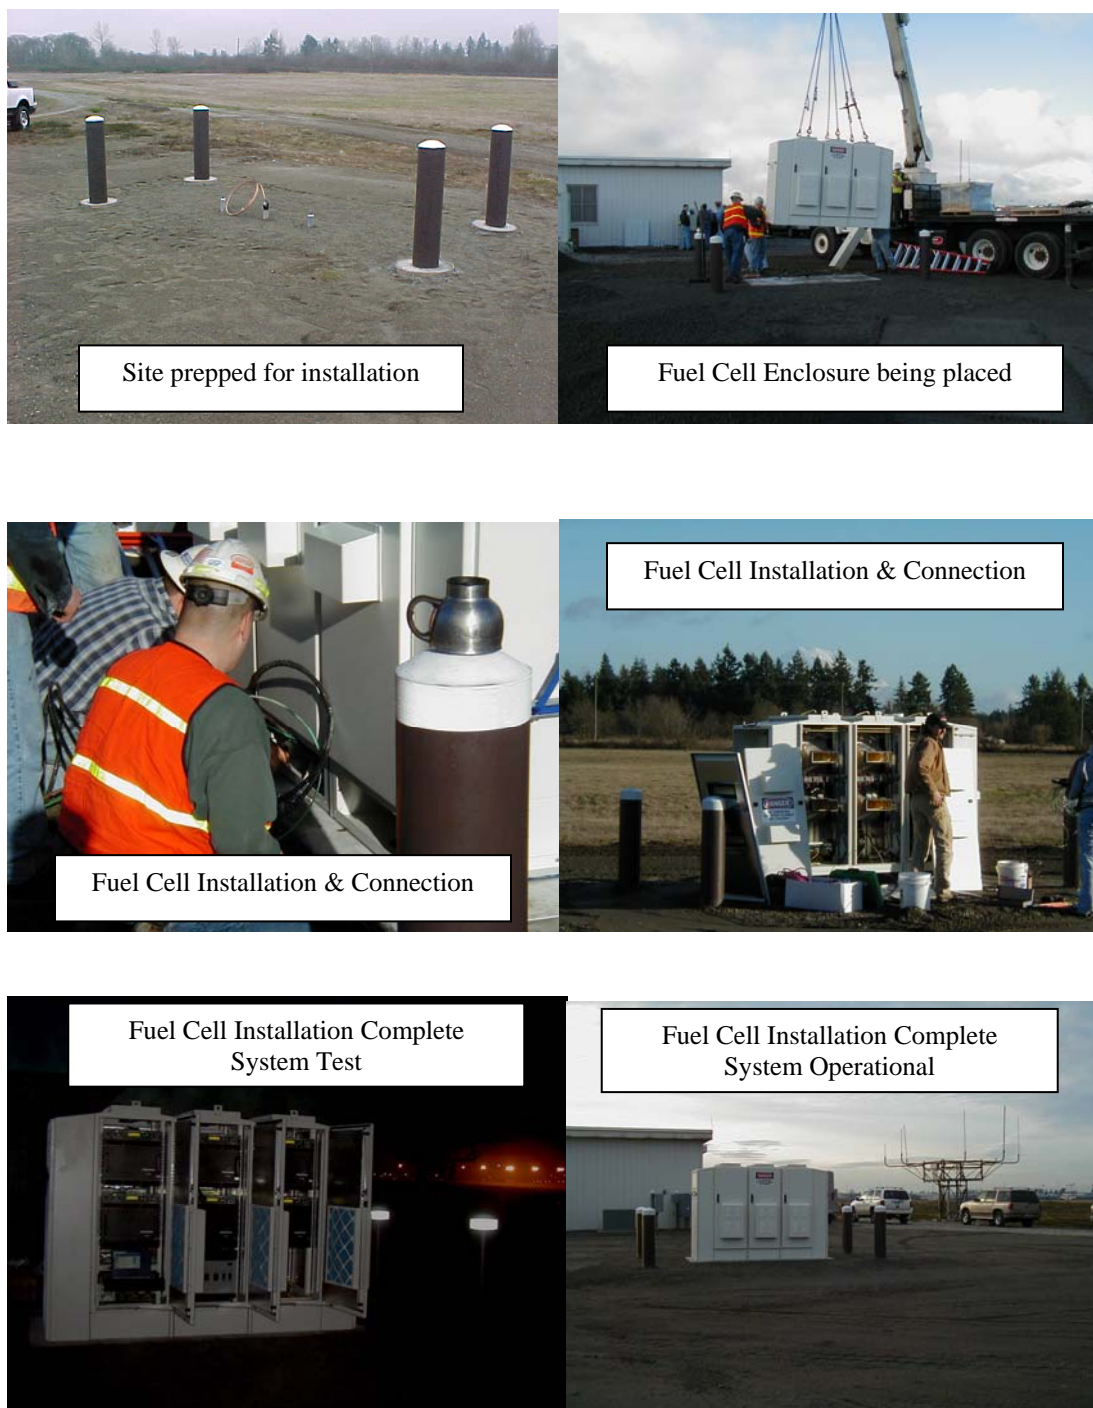 Site prepped for installation
Fuel Cell Enclosure being placed
Fuel Cell Installation & Connection
Fuel Cell Installation & Connection
DANGER
Fuel Cell Installation Complete
System Test
Fuel Cell Installation Complete
System Operational